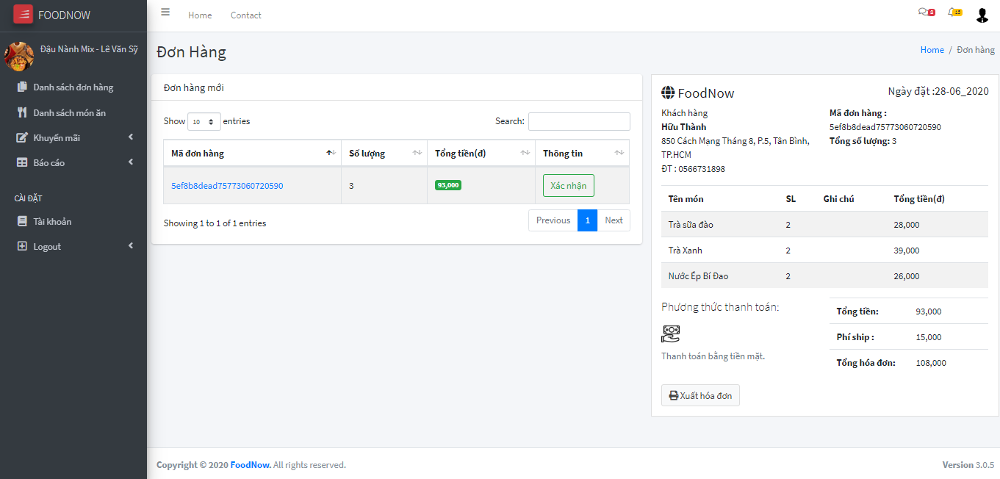 FOODNOW
Đậu Nành Mix - Lê Văn Sỹ
Danh sách đơn hàng
Danh sách món ăn
Khuyến mãi
Báo cáo
CÀI ĐẶT
Tài khoản
Logout
Home
Contact
3
15
Đơn Hàng
Home / Đơn hàng
Đơn hàng mới
Show 10 entries
Search:
Mã đơn hàng
Số lượng
Tổng tiền(đ)
Thông tin
5ef8b8dead75773060720590
3
93,000
Xác nhận
Showing 1 to 1 of 1 entries
Previous
1
Next
FoodNow
Ngày đặt :28-06_2020
Khách hàng
Hữu Thành
850 Cách Mạng Tháng 8, P.5, Tân Bình,
TP.HCM
ĐT : 0566731898
Mã đơn hàng :
5ef8b8dead75773060720590
Tổng số lượng: 3
Tên món SL Ghi chú Tổng tiền(đ)
Trà sữa đào 2 28,000
Trà Xanh 2 39,000
Nước Ép Bí Đao 2 26,000
Phương thức thanh toán:
Thanh toán bằng tiền mặt.
Tổng tiền: 93,000
Phí ship : 15,000
Tổng hóa đơn: 108,000
Xuất hóa đơn
Copyright © 2020 FoodNow. All rights reserved.
Version 3.0.5